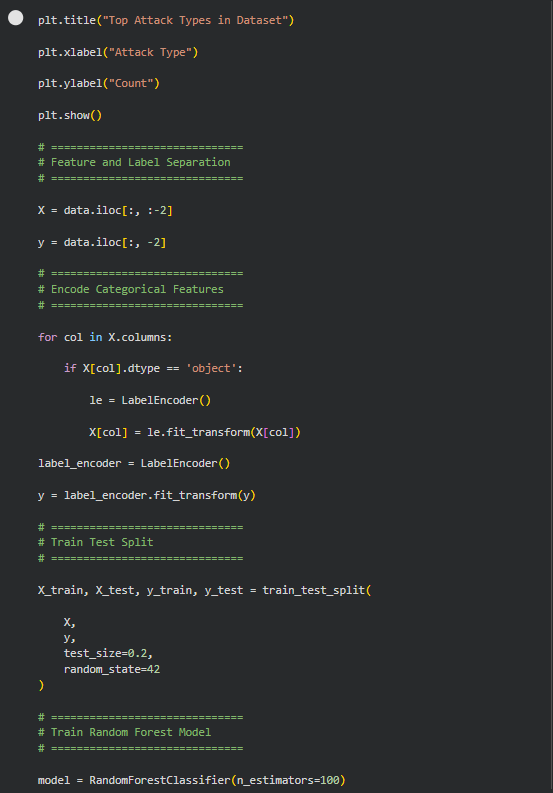 plt.title("Top Attack Types in Dataset")
plt.xlabel("Attack Type")
plt.ylabel("Count")
plt.show()
# ==============================
# Feature and Label Separation
# ==============================
X = data.iloc[:, :-2]
y = data.iloc[:, -2]
# ==============================
# Encode Categorical Features
# ==============================
for col in X.columns:
    if X[col].dtype == 'object':
        le = LabelEncoder()
        X[col] = le.fit_transform(X[col])
label_encoder = LabelEncoder()
y = label_encoder.fit_transform(y)
# ==============================
# Train Test Split
# ==============================
X_train, X_test, y_train, y_test = train_test_split(
    X,
    y,
    test_size=0.2,
    random_state=42
)
# ==============================
# Train Random Forest Model
# ==============================
model = RandomForestClassifier(n_estimators=100)